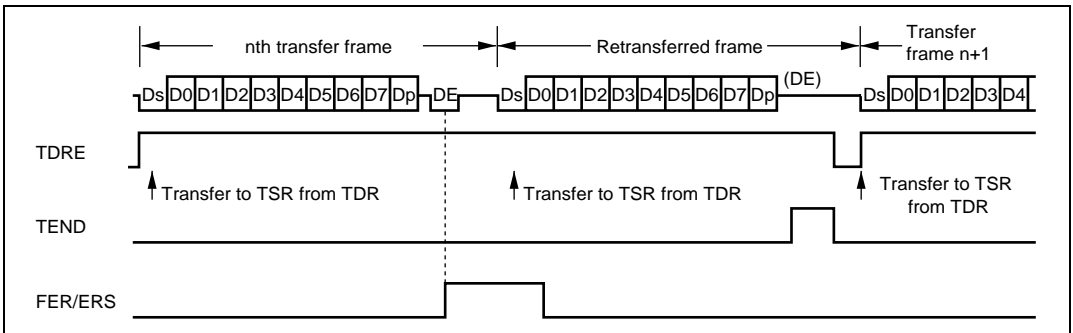 nth transfer frame
Retransferred frame
Transfer
frame n+1
Ds D0 D1 D2 D3 D4 D5 D6 D7 Dp DE
Ds D0 D1 D2 D3 D4 D5 D6 D7 Dp
(DE)
Ds D0 D1 D2 D3 D4
TDRE
Transfer to TSR from TDR
Transfer to TSR from TDR
Transfer to TSR
from TDR
TEND
FER/ERS